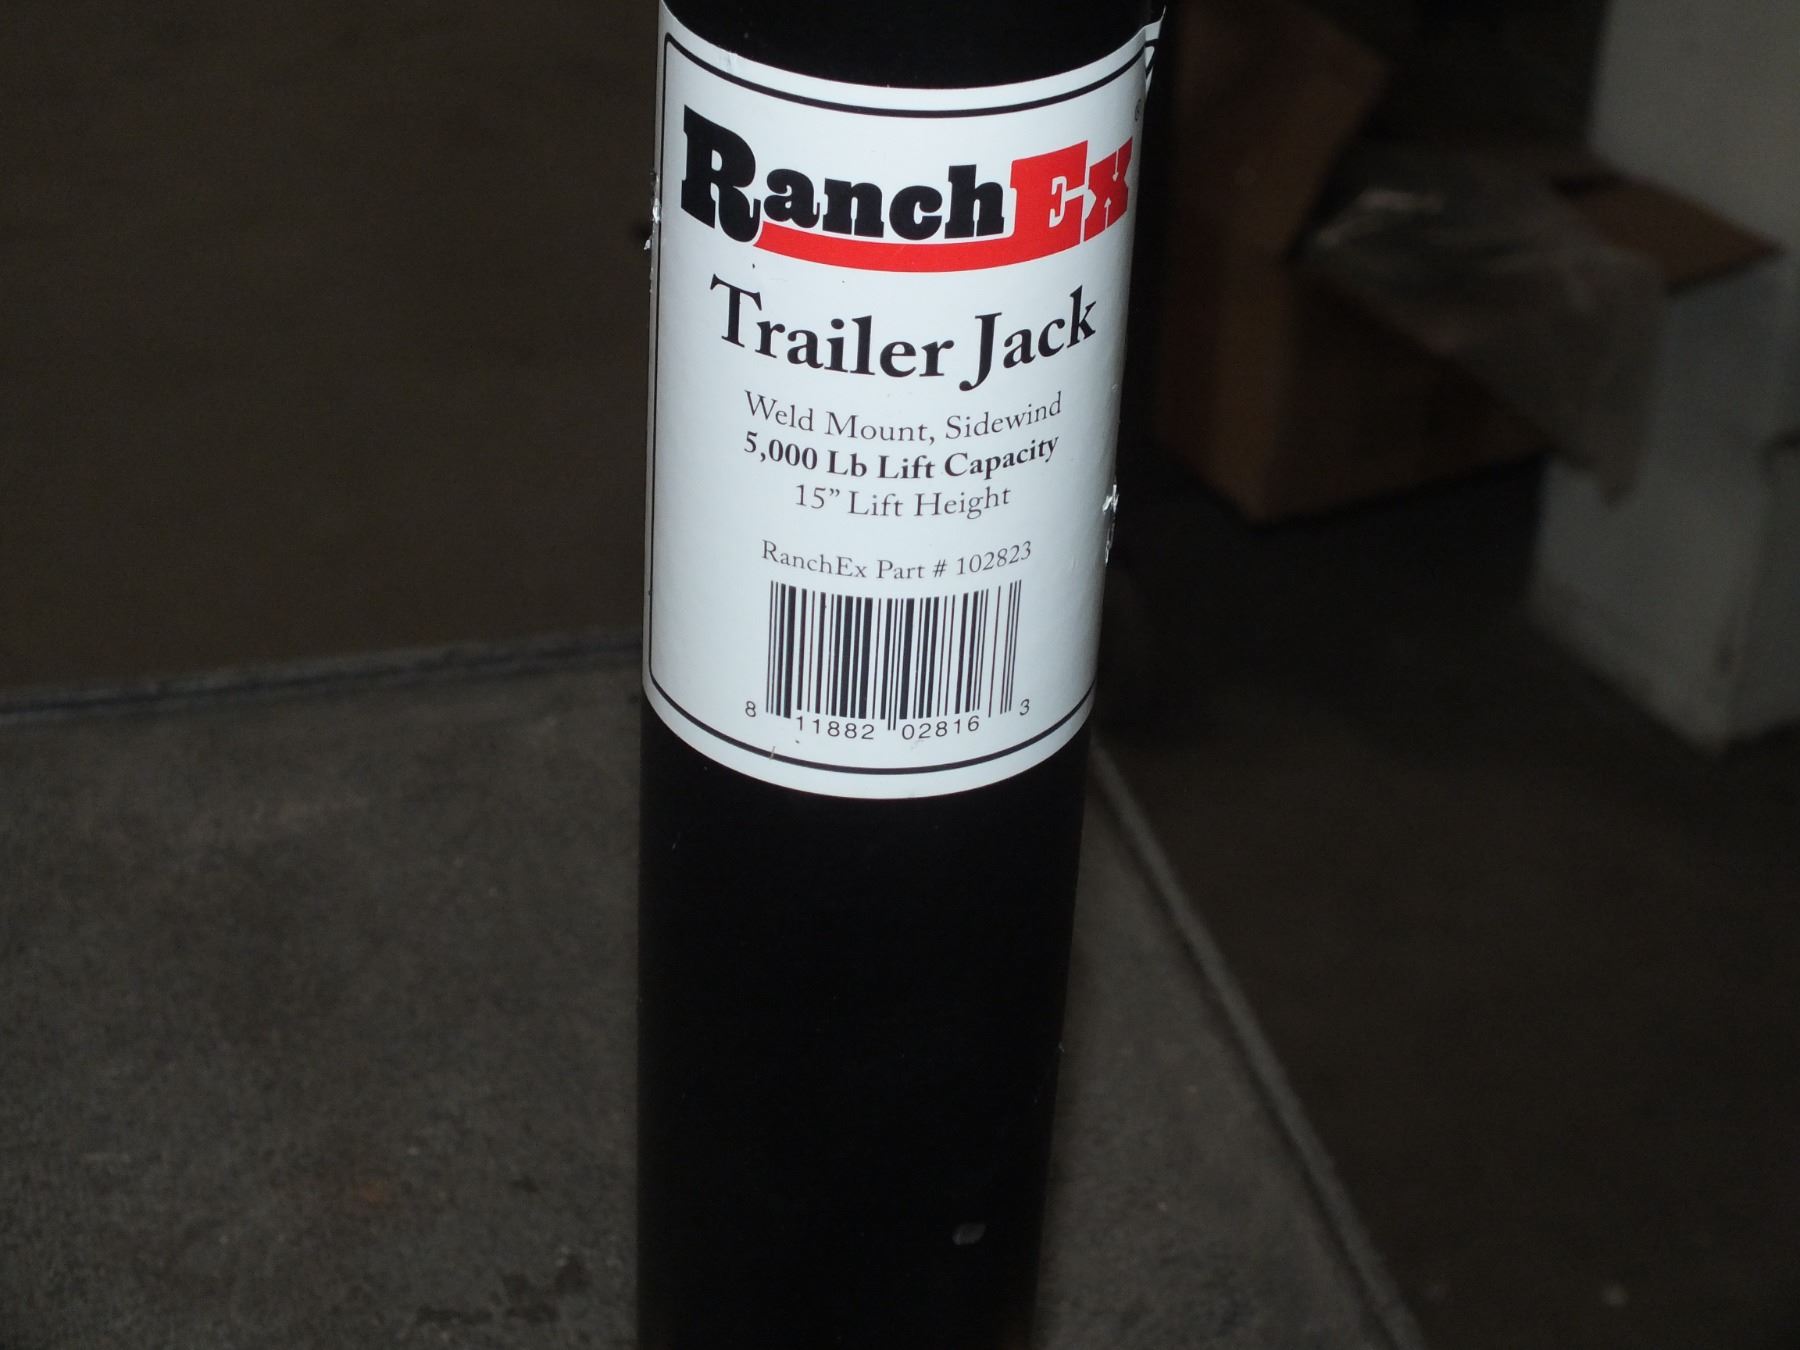 RanchEx®
Trailer Jack
Weld Mount, Sidewind
5,000 Lb Lift Capacity
15” Lift Height
RanchEx Part # 102823
8 11882 02816 3